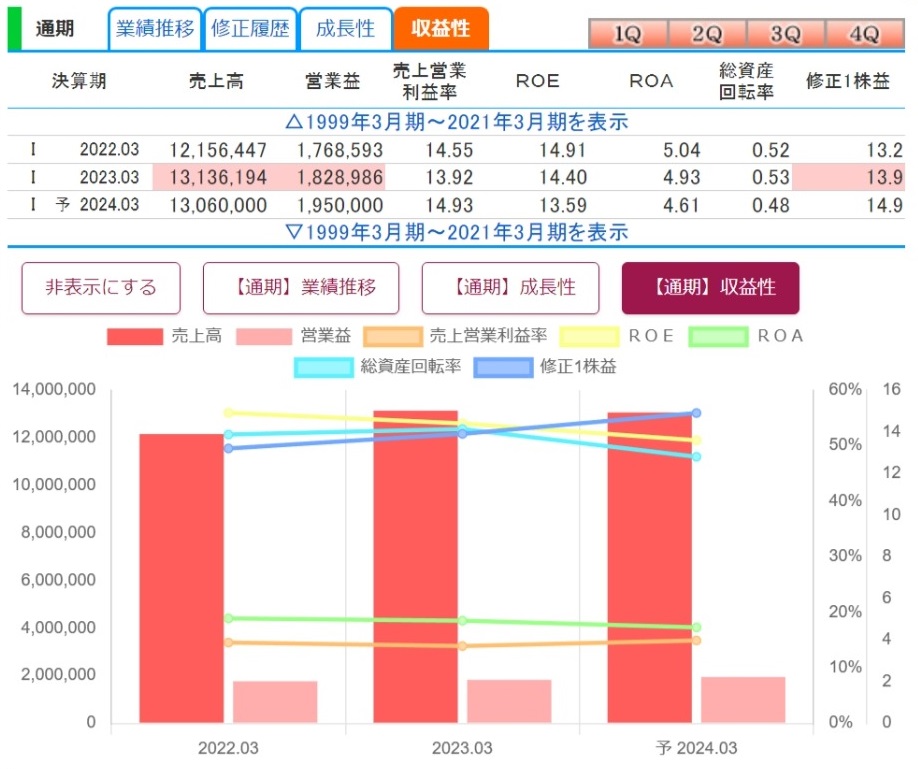 通期 業績推移 修正履歴 成長性 収益性 1Q 2Q 3Q 4Q
決算期 売上高 営業益 売上営業利益率 ROE ROA 総資産回転率 修正1株益
△1999年3月期～2021年3月期を表示
I 2022.03 12,156,447 1,768,593 14.55 14.91 5.04 0.52 13.2
I 2023.03 13,136,194 1,828,986 13.92 14.40 4.93 0.53 13.9
I 予 2024.03 13,060,000 1,950,000 14.93 13.59 4.61 0.48 14.9
▽1999年3月期～2021年3月期を表示
非表示にする 【通期】業績推移 【通期】成長性 【通期】収益性
売上高 営業益 売上営業利益率 ＲＯＥ ＲＯＡ
総資産回転率 修正1株益
14,000,000 60% 16
12,000,000 50% 14
12
10,000,000 40% 10
8,000,000 30% 8
6,000,000 20% 6
4,000,000 4
2,000,000 10% 2
0 0% 0
2022.03 2023.03 予 2024.03